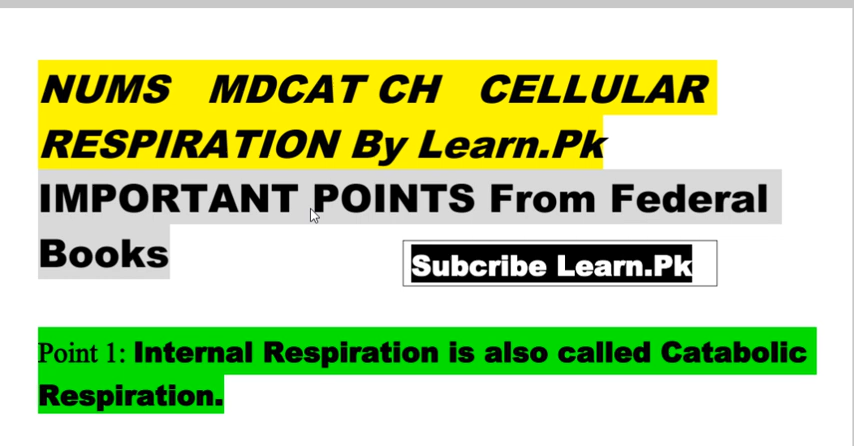 NUMS MDCAT CH CELLULAR
RESPIRATION By Learn.Pk
IMPORTANT POINTS From Federal
Books
Subcribe Learn.Pk
Point 1: Internal Respiration is also called Catabolic
Respiration.